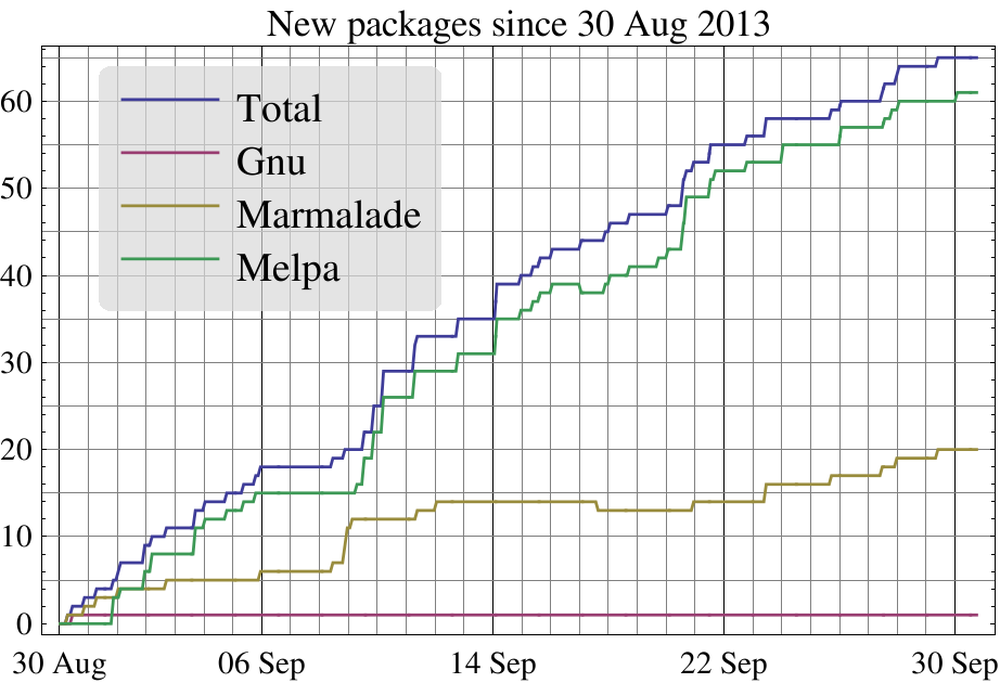 New packages since 30 Aug 2013
Total
Gnu
Marmalade
Melpa
60
50
40
30
20
10
0
30 Aug 06 Sep 14 Sep 22 Sep 30 Sep